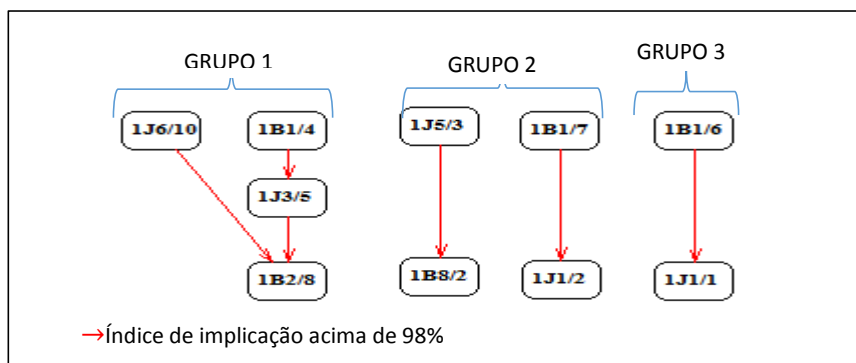 GRUPO 1
GRUPO 2
GRUPO 3
1J6/10
1B1/4
1J5/3
1B1/7
1B1/6
1J3/5
1B2/8
1B8/2
1J1/2
1J1/1
→Índice de implicação acima de 98%